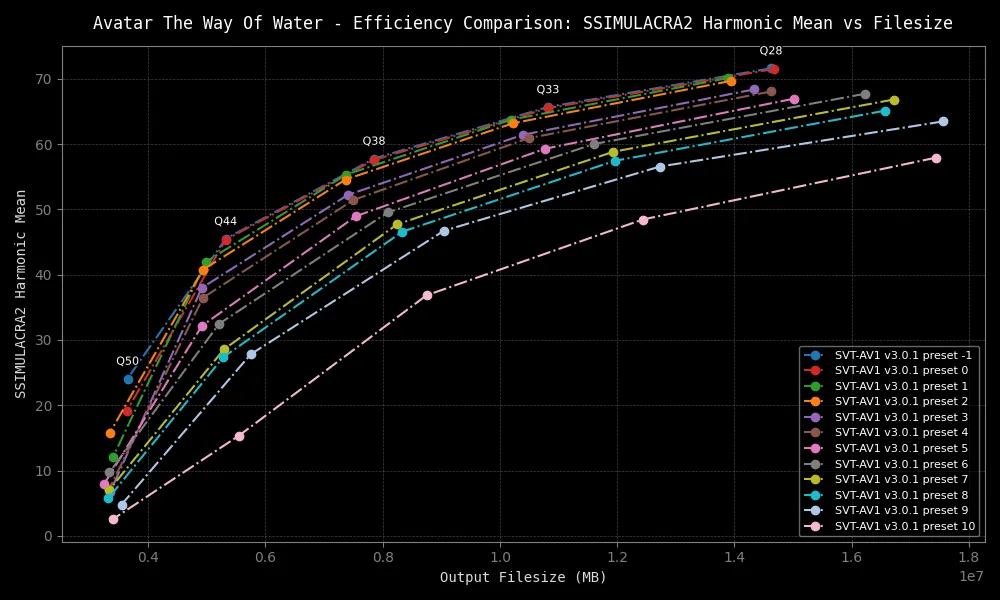 Avatar The Way Of Water - Efficiency Comparison: SSIMULACRA2 Harmonic Mean vs Filesize
Q28
70
Q33
60
Q38
50
Q44
40
30
Q50
20
10
0
SSIMULACRA2 Harmonic Mean
SVT-AV1 v3.0.1 preset -1
SVT-AV1 v3.0.1 preset 0
SVT-AV1 v3.0.1 preset 1
SVT-AV1 v3.0.1 preset 2
SVT-AV1 v3.0.1 preset 3
SVT-AV1 v3.0.1 preset 4
SVT-AV1 v3.0.1 preset 5
SVT-AV1 v3.0.1 preset 6
SVT-AV1 v3.0.1 preset 7
SVT-AV1 v3.0.1 preset 8
SVT-AV1 v3.0.1 preset 9
SVT-AV1 v3.0.1 preset 10
0.4 0.6 0.8 1.0 1.2 1.4 1.6 1.8
1e7
Output Filesize (MB)